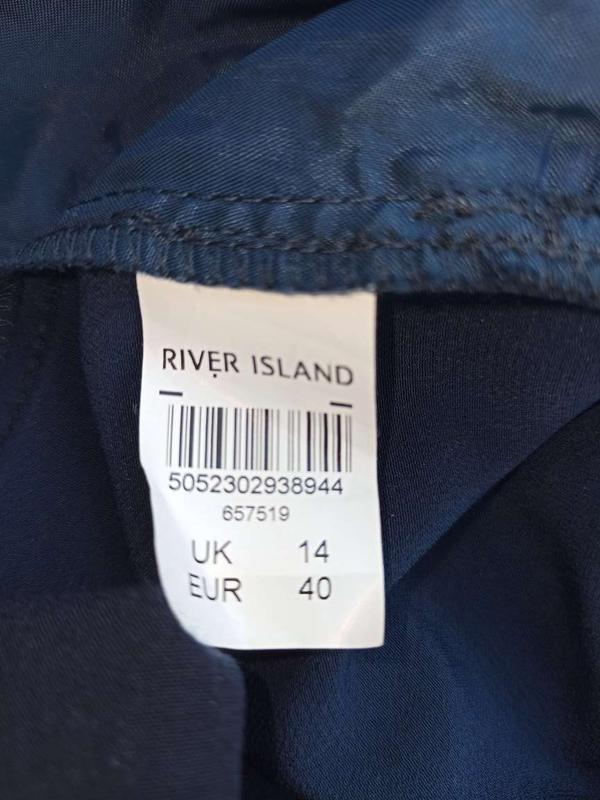 RIVER ISLAND
5052302938944
657519
UK 14
EUR 40